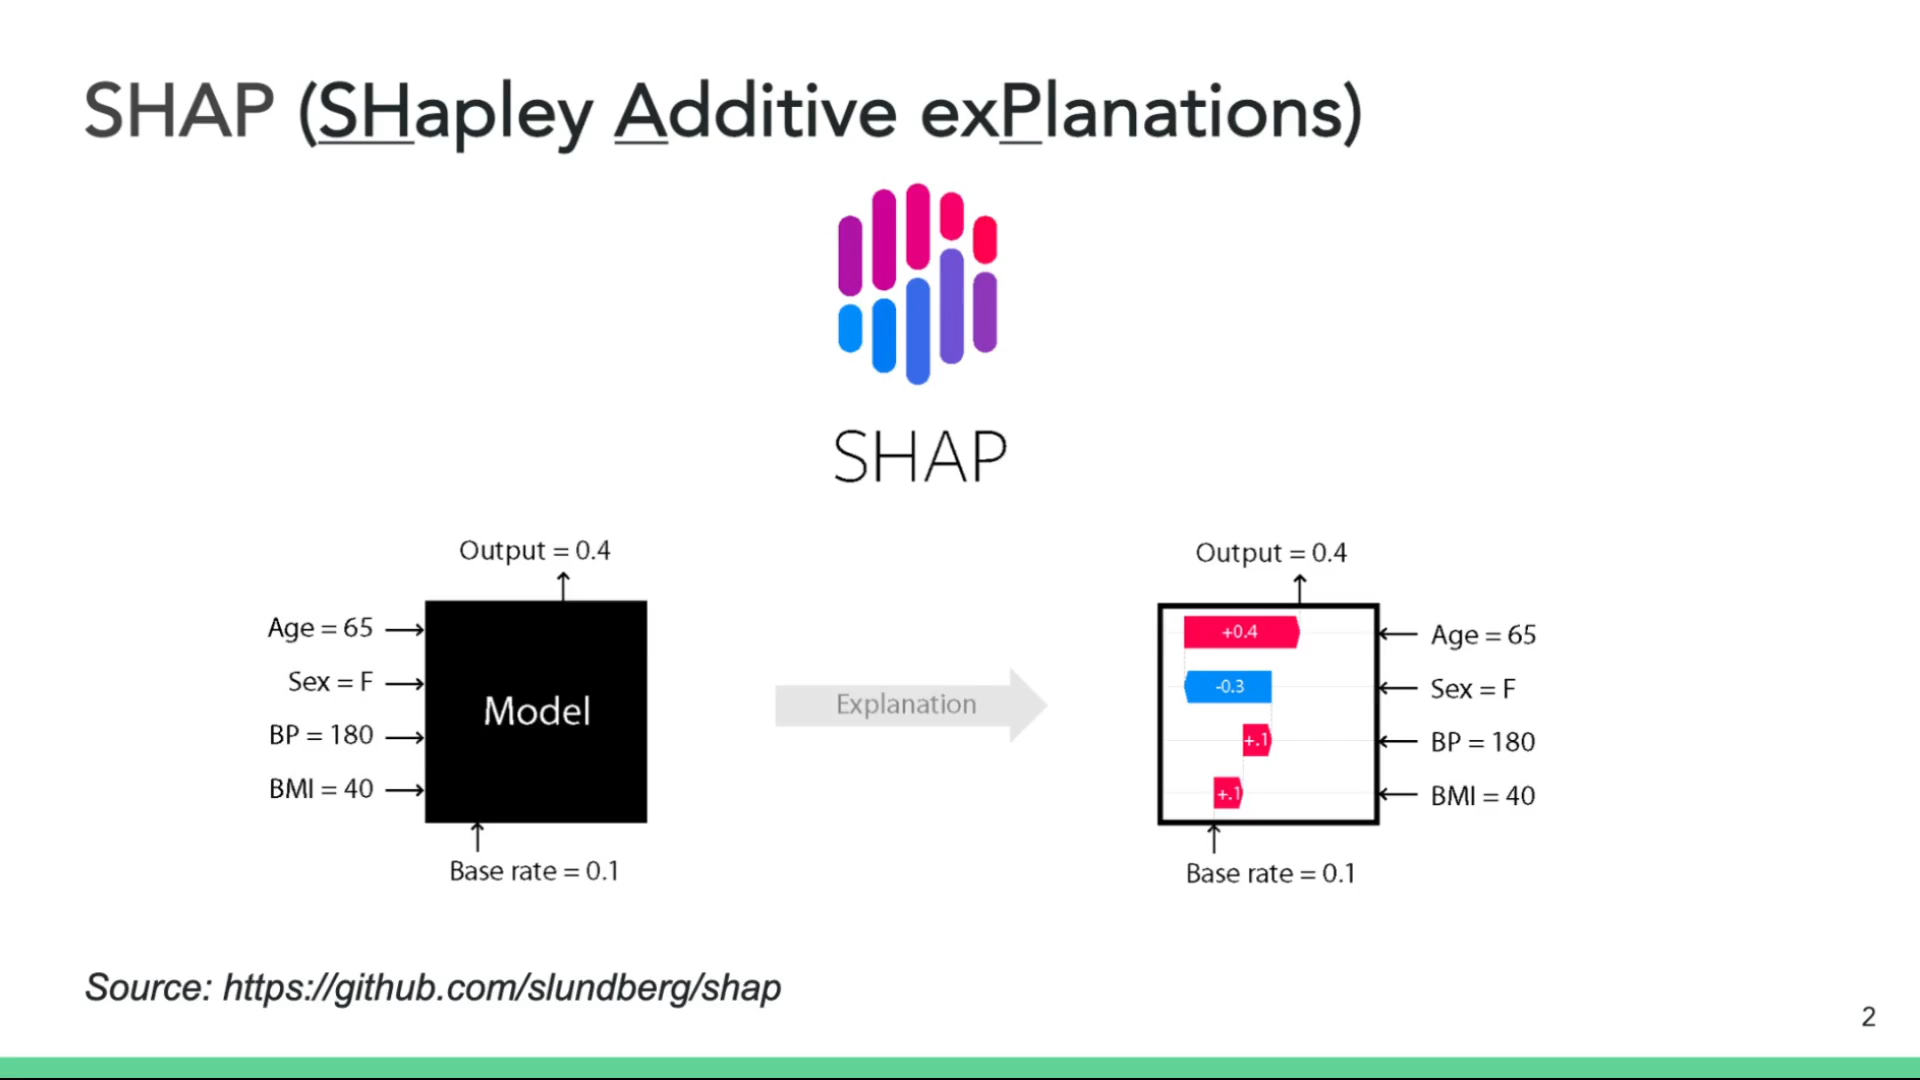 SHAP (SHapley Additive exPlanations)
SHAP
Output = 0.4
Age = 65
Sex = F
BP = 180
BMI = 40
Model
Base rate = 0.1
Explanation
Output = 0.4
+0.4
-0.3
+.1
+.1
Age = 65
Sex = F
BP = 180
BMI = 40
Base rate = 0.1
Source: https://github.com/slundberg/shap
2